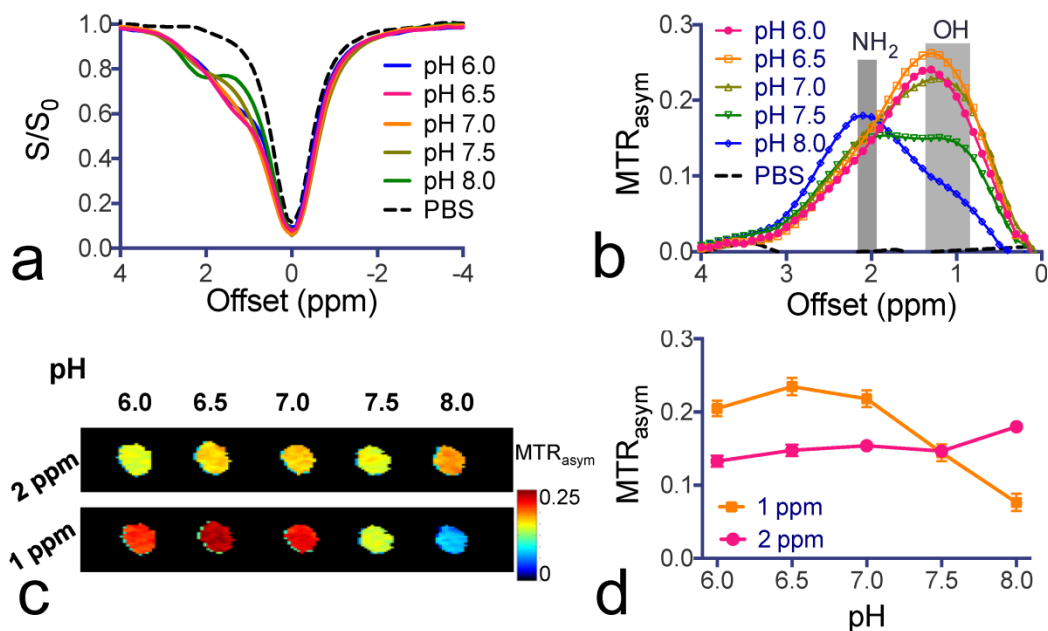 1.0
0.8
0.6
0.4
0.2
0.0
S/S0
4
2
0
-2
-4
Offset (ppm)
pH 6.0
pH 6.5
pH 7.0
pH 7.5
pH 8.0
PBS
a
0.3
0.2
0.1
0.0
MTRasym
4
3
2
1
0
Offset (ppm)
pH 6.0
pH 6.5
pH 7.0
pH 7.5
pH 8.0
PBS
NH2
OH
b
pH
6.0 6.5 7.0 7.5 8.0
2 ppm
1 ppm
MTRasym
0.25
0
c
0.3
0.2
0.1
0.0
MTRasym
6.0 6.5 7.0 7.5 8.0
pH
1 ppm
2 ppm
d